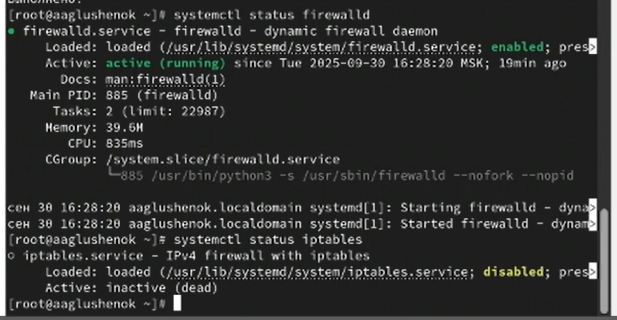 [root@aaglushenok ~]# systemctl status firewalld
● firewalld.service - firewalld - dynamic firewall daemon
Loaded: loaded (/usr/lib/systemd/system/firewalld.service; enabled; pres>
Active: active (running) since Tue 2025-09-30 16:28:20 MSK; 19min ago
Docs: man:firewalld(1)
Main PID: 885 (firewalld)
Tasks: 2 (limit: 22987)
Memory: 39.6M
CPU: 835ms
CGroup: /system.slice/firewalld.service
└─885 /usr/bin/python3 -s /usr/sbin/firewalld --nofork --nopid
сен 30 16:28:20 aaglushenok.localdomain systemd[1]: Starting firewalld - dyna>
сен 30 16:28:20 aaglushenok.localdomain systemd[1]: Started firewalld - dynam>
[root@aaglushenok ~]# systemctl status iptables
○ iptables.service - IPv4 firewall with iptables
Loaded: loaded (/usr/lib/systemd/system/iptables.service; disabled; pres>
Active: inactive (dead)
[root@aaglushenok ~]#